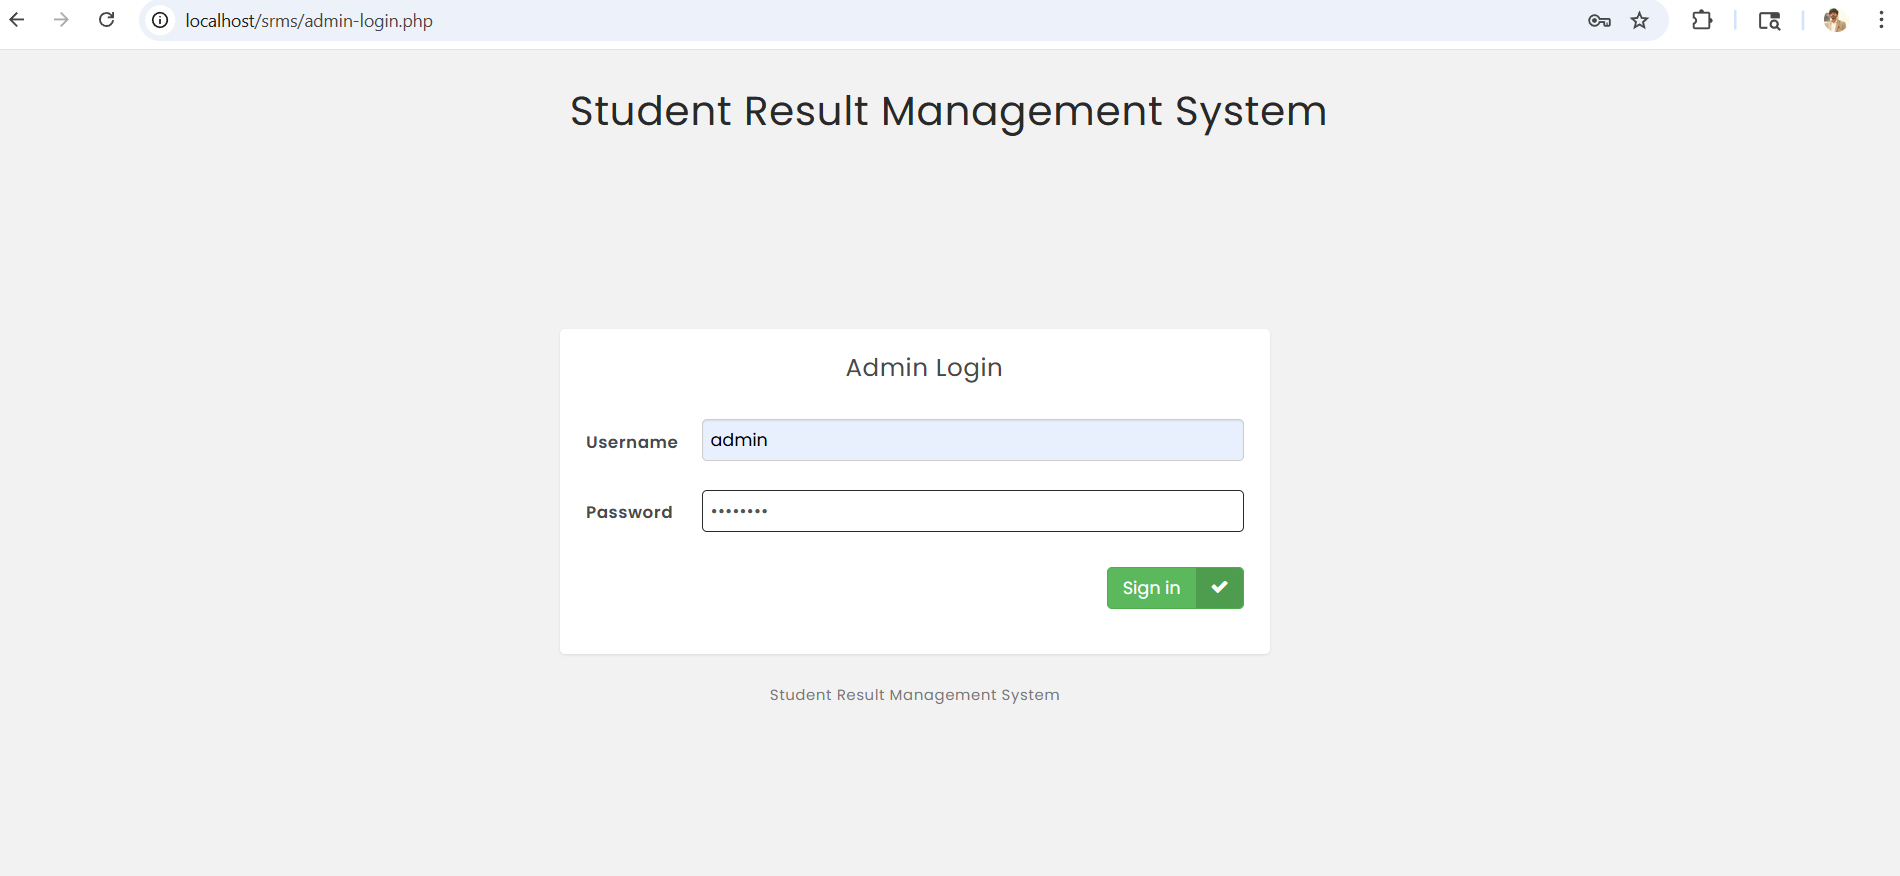 localhost/srms/admin-login.php
Student Result Management System
Admin Login
Username admin
Password ••••••••
Sign in
Student Result Management System